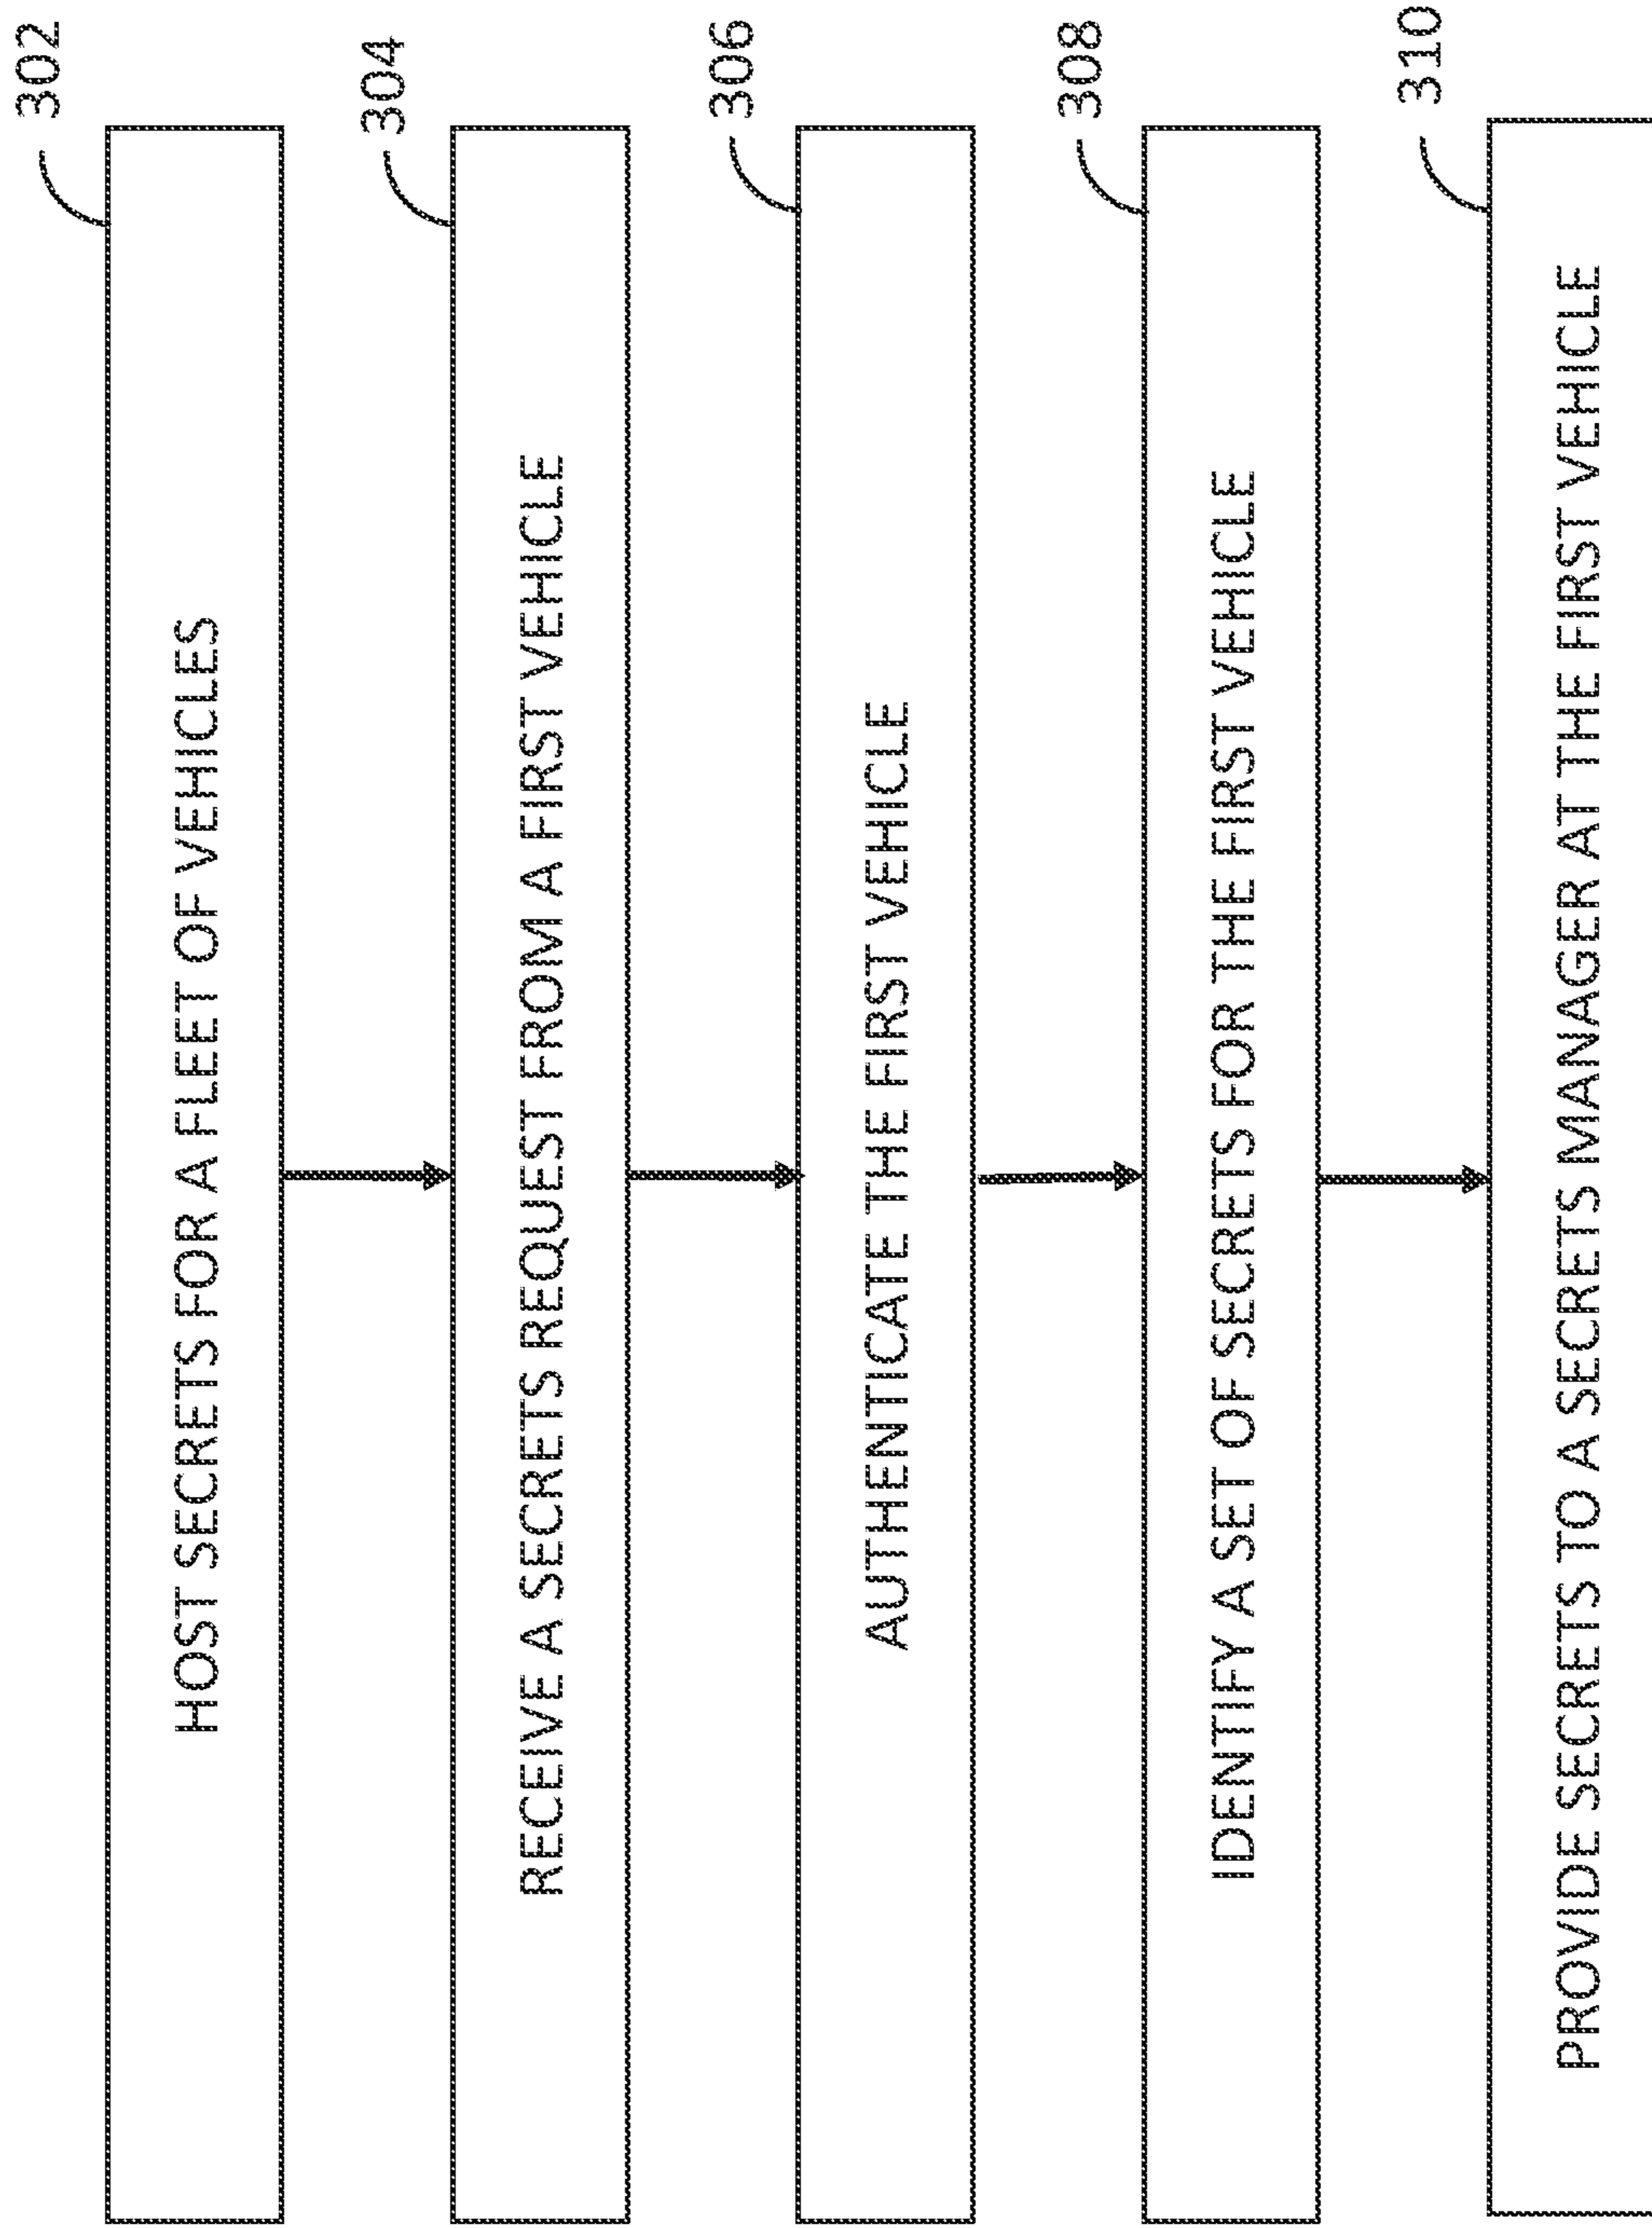 302
HOST SECRETS FOR A FLEET OF VEHICLES
304
RECEIVE A SECRETS REQUEST FROM A FIRST VEHICLE
306
AUTHENTICATE THE FIRST VEHICLE
308
IDENTIFY A SET OF SECRETS FOR THE FIRST VEHICLE
310
PROVIDE SECRETS TO A SECRETS MANAGER AT THE FIRST VEHICLE